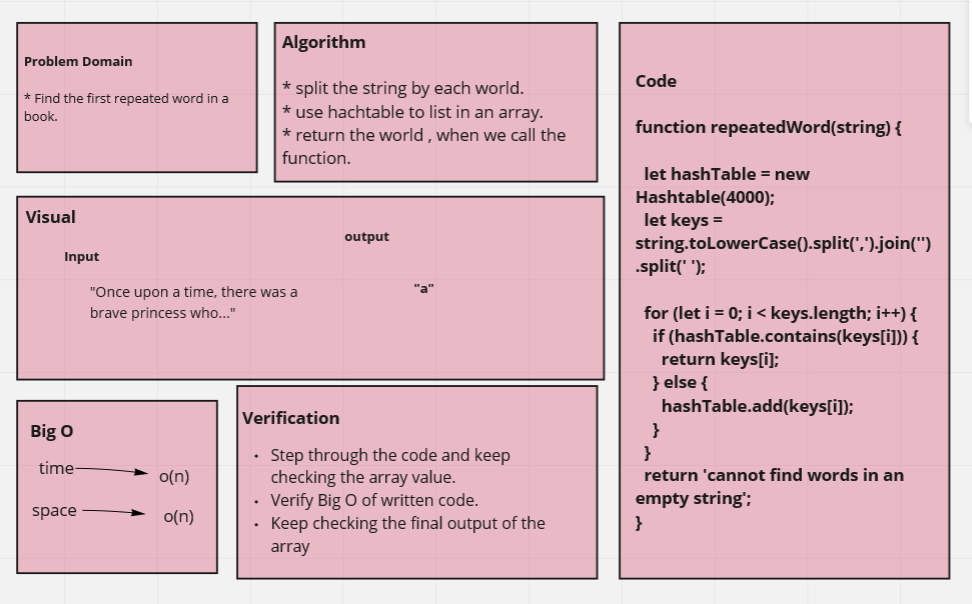 Problem Domain
* Find the first repeated word in a
book.
Algorithm
* split the string by each world.
* use hachtable to list in an array.
* return the world , when we call the
function.
Visual
Input
"Once upon a time, there was a
brave princess who..."
output
"a"
Big O
time
o(n)
space
o(n)
Verification
• Step through the code and keep
checking the array value.
• Verify Big O of written code.
• Keep checking the final output of the
array
Code
function repeatedWord(string) {
let hashTable = new
Hashtable(4000);
let keys =
string.toLowerCase().split(',').join('')
.split(' ');
for (let i = 0; i < keys.length; i++) {
if (hashTable.contains(keys[i])) {
return keys[i];
} else {
hashTable.add(keys[i]);
}
}
return 'cannot find words in an
empty string';
}